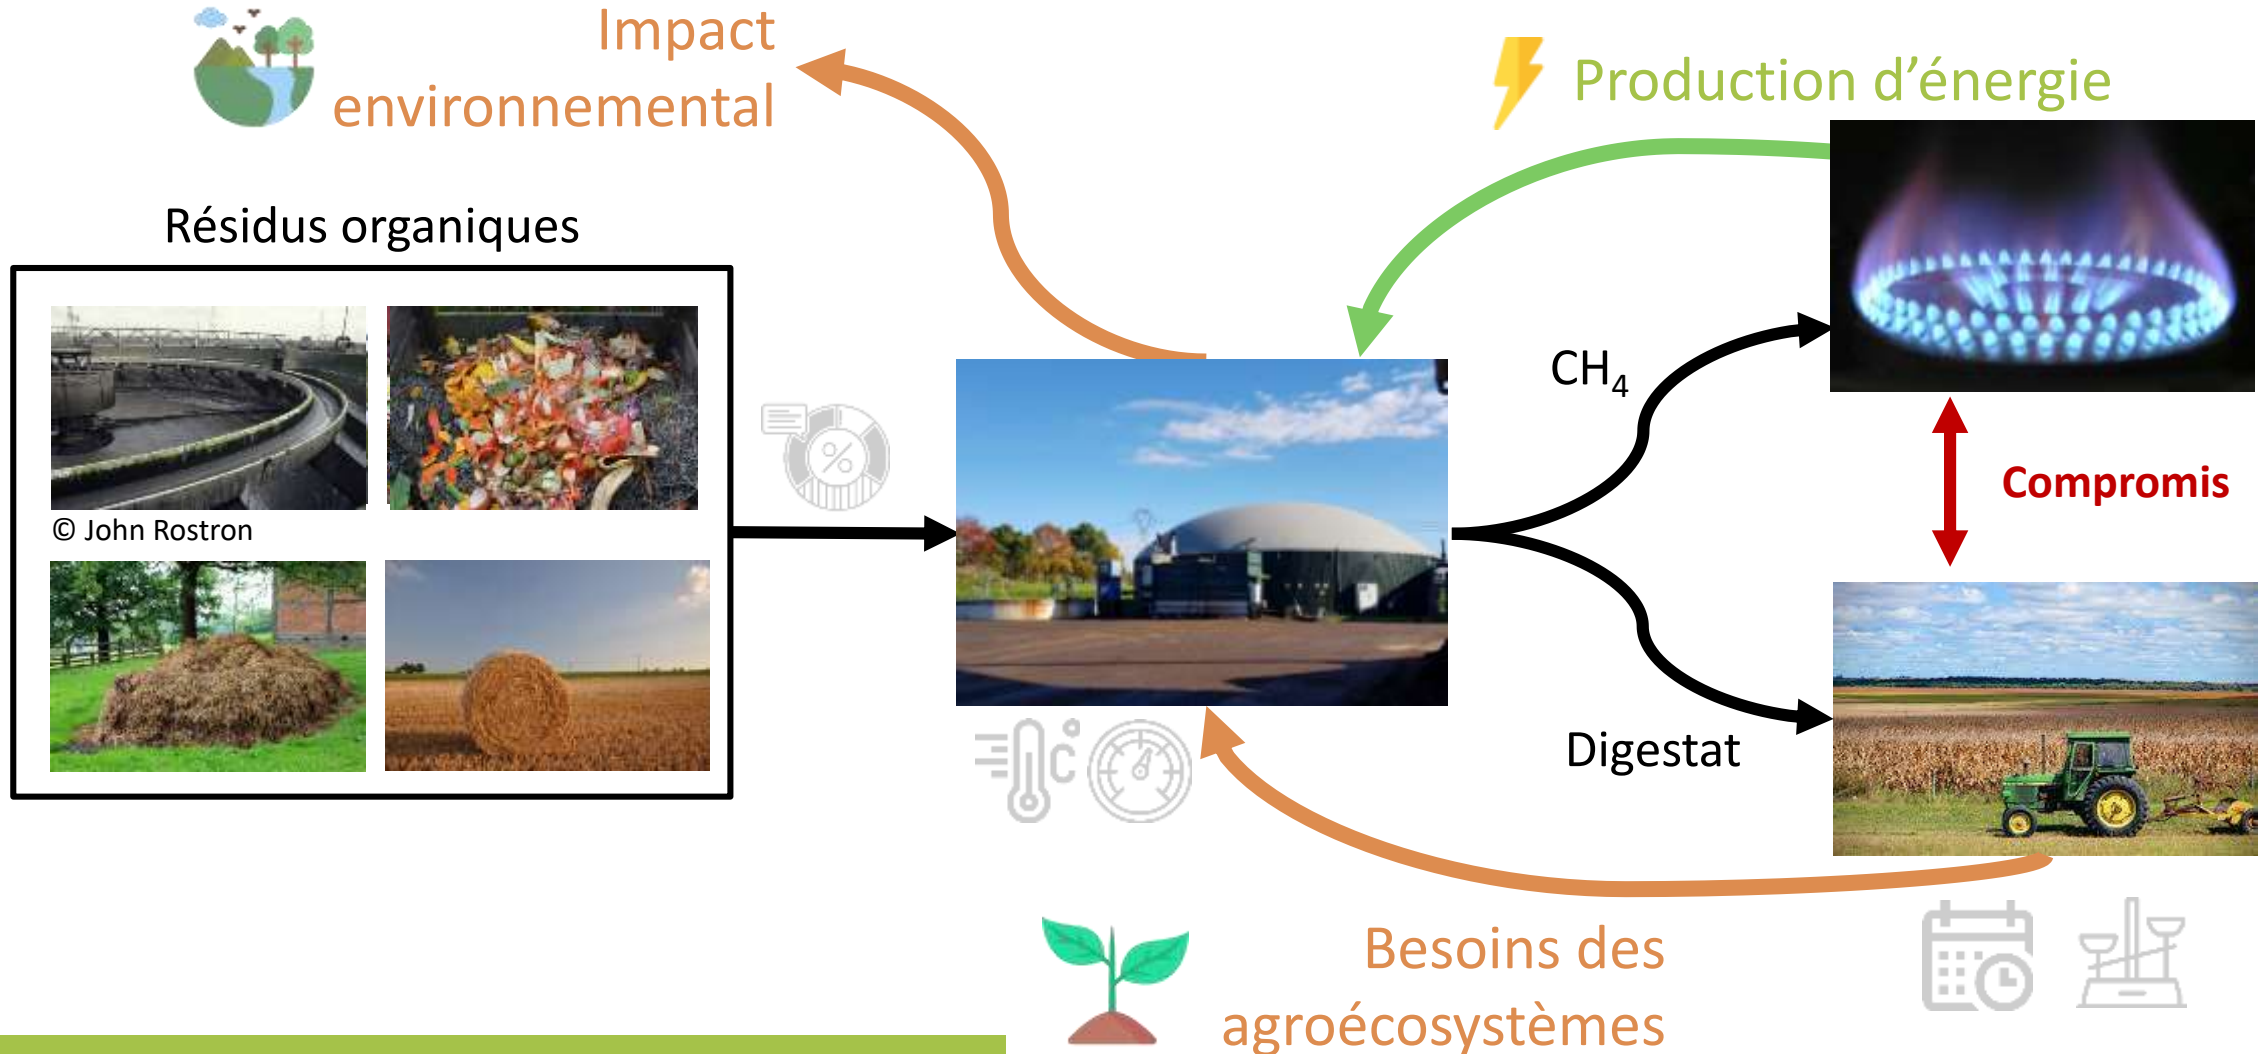 Impact
environnemental
Production d’énergie
Résidus organiques
© John Rostron
%
CH₄
Compromis
°C
Digestat
Besoins des
agroécosystèmes